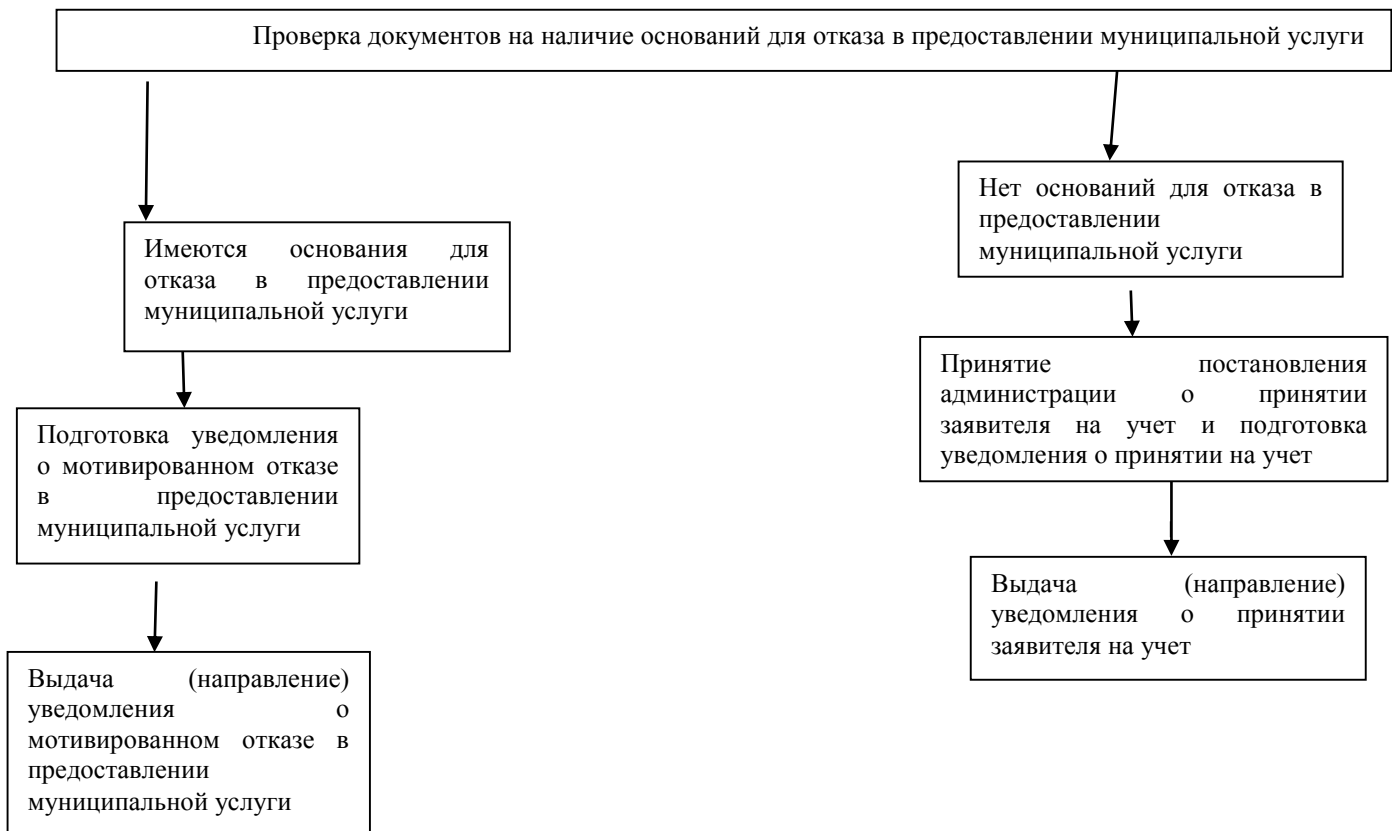 Проверка документов на наличие оснований для отказа в предоставлении муниципальной услуги
Имеются основания для
отказа в предоставлении
муниципальной услуги
Подготовка уведомления
о мотивированном отказе
в предоставлении
муниципальной услуги
Выдача (направление)
уведомления о
мотивированном отказе в
предоставлении
муниципальной услуги
Нет оснований для отказа в
предоставлении
муниципальной услуги
Принятие постановления
администрации о принятии
заявителя на учет и подготовка
уведомления о принятии на учет
Выдача (направление)
уведомления о принятии
заявителя на учет